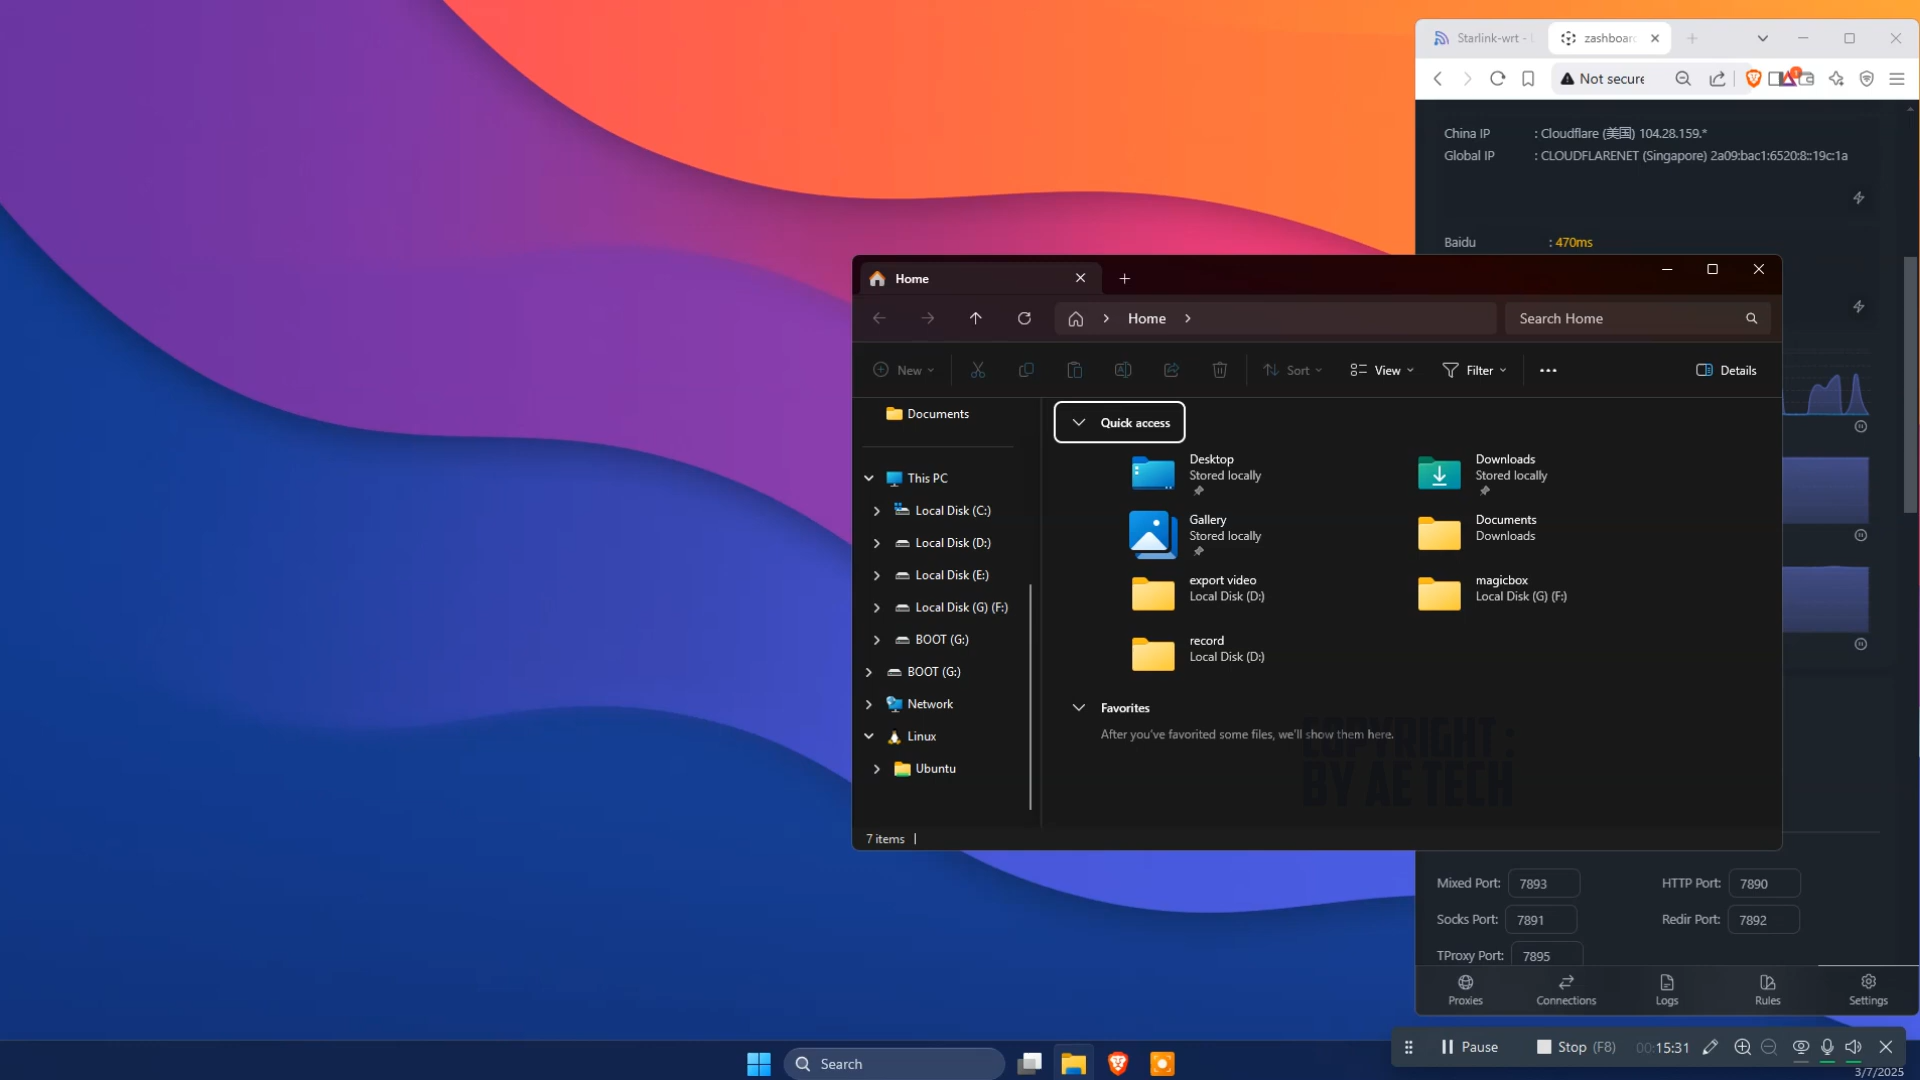 Starlink-wrt -
zashboard
Not secure
China IP : Cloudflare (美国) 104.28.159.*
Global IP : CLOUDFLARENET (Singapore) 2a09:bac1:6520:8::19c:1a
Baidu : 470ms
Home
Home
Search Home
New
Sort
View
Filter
Details
Documents
This PC
Local Disk (C:)
Local Disk (D:)
Local Disk (E:)
Local Disk (G) (F:)
BOOT (G:)
BOOT (G:)
Network
Linux
Ubuntu
Quick access
Desktop
Stored locally
Downloads
Stored locally
Gallery
Stored locally
Documents
Downloads
export video
Local Disk (D:)
magicbox
Local Disk (G) (F:)
record
Local Disk (D:)
Favorites
After you've favorited some files, we'll show them here.
COPYRIGHT :
BY AE TECH
7 items
Mixed Port: 7893
HTTP Port: 7890
Socks Port: 7891
Redir Port: 7892
TProxy Port: 7895
Proxies
Connections
Logs
Rules
Settings
Pause
Stop (F8)
00:15:31
Search
3/7/2025